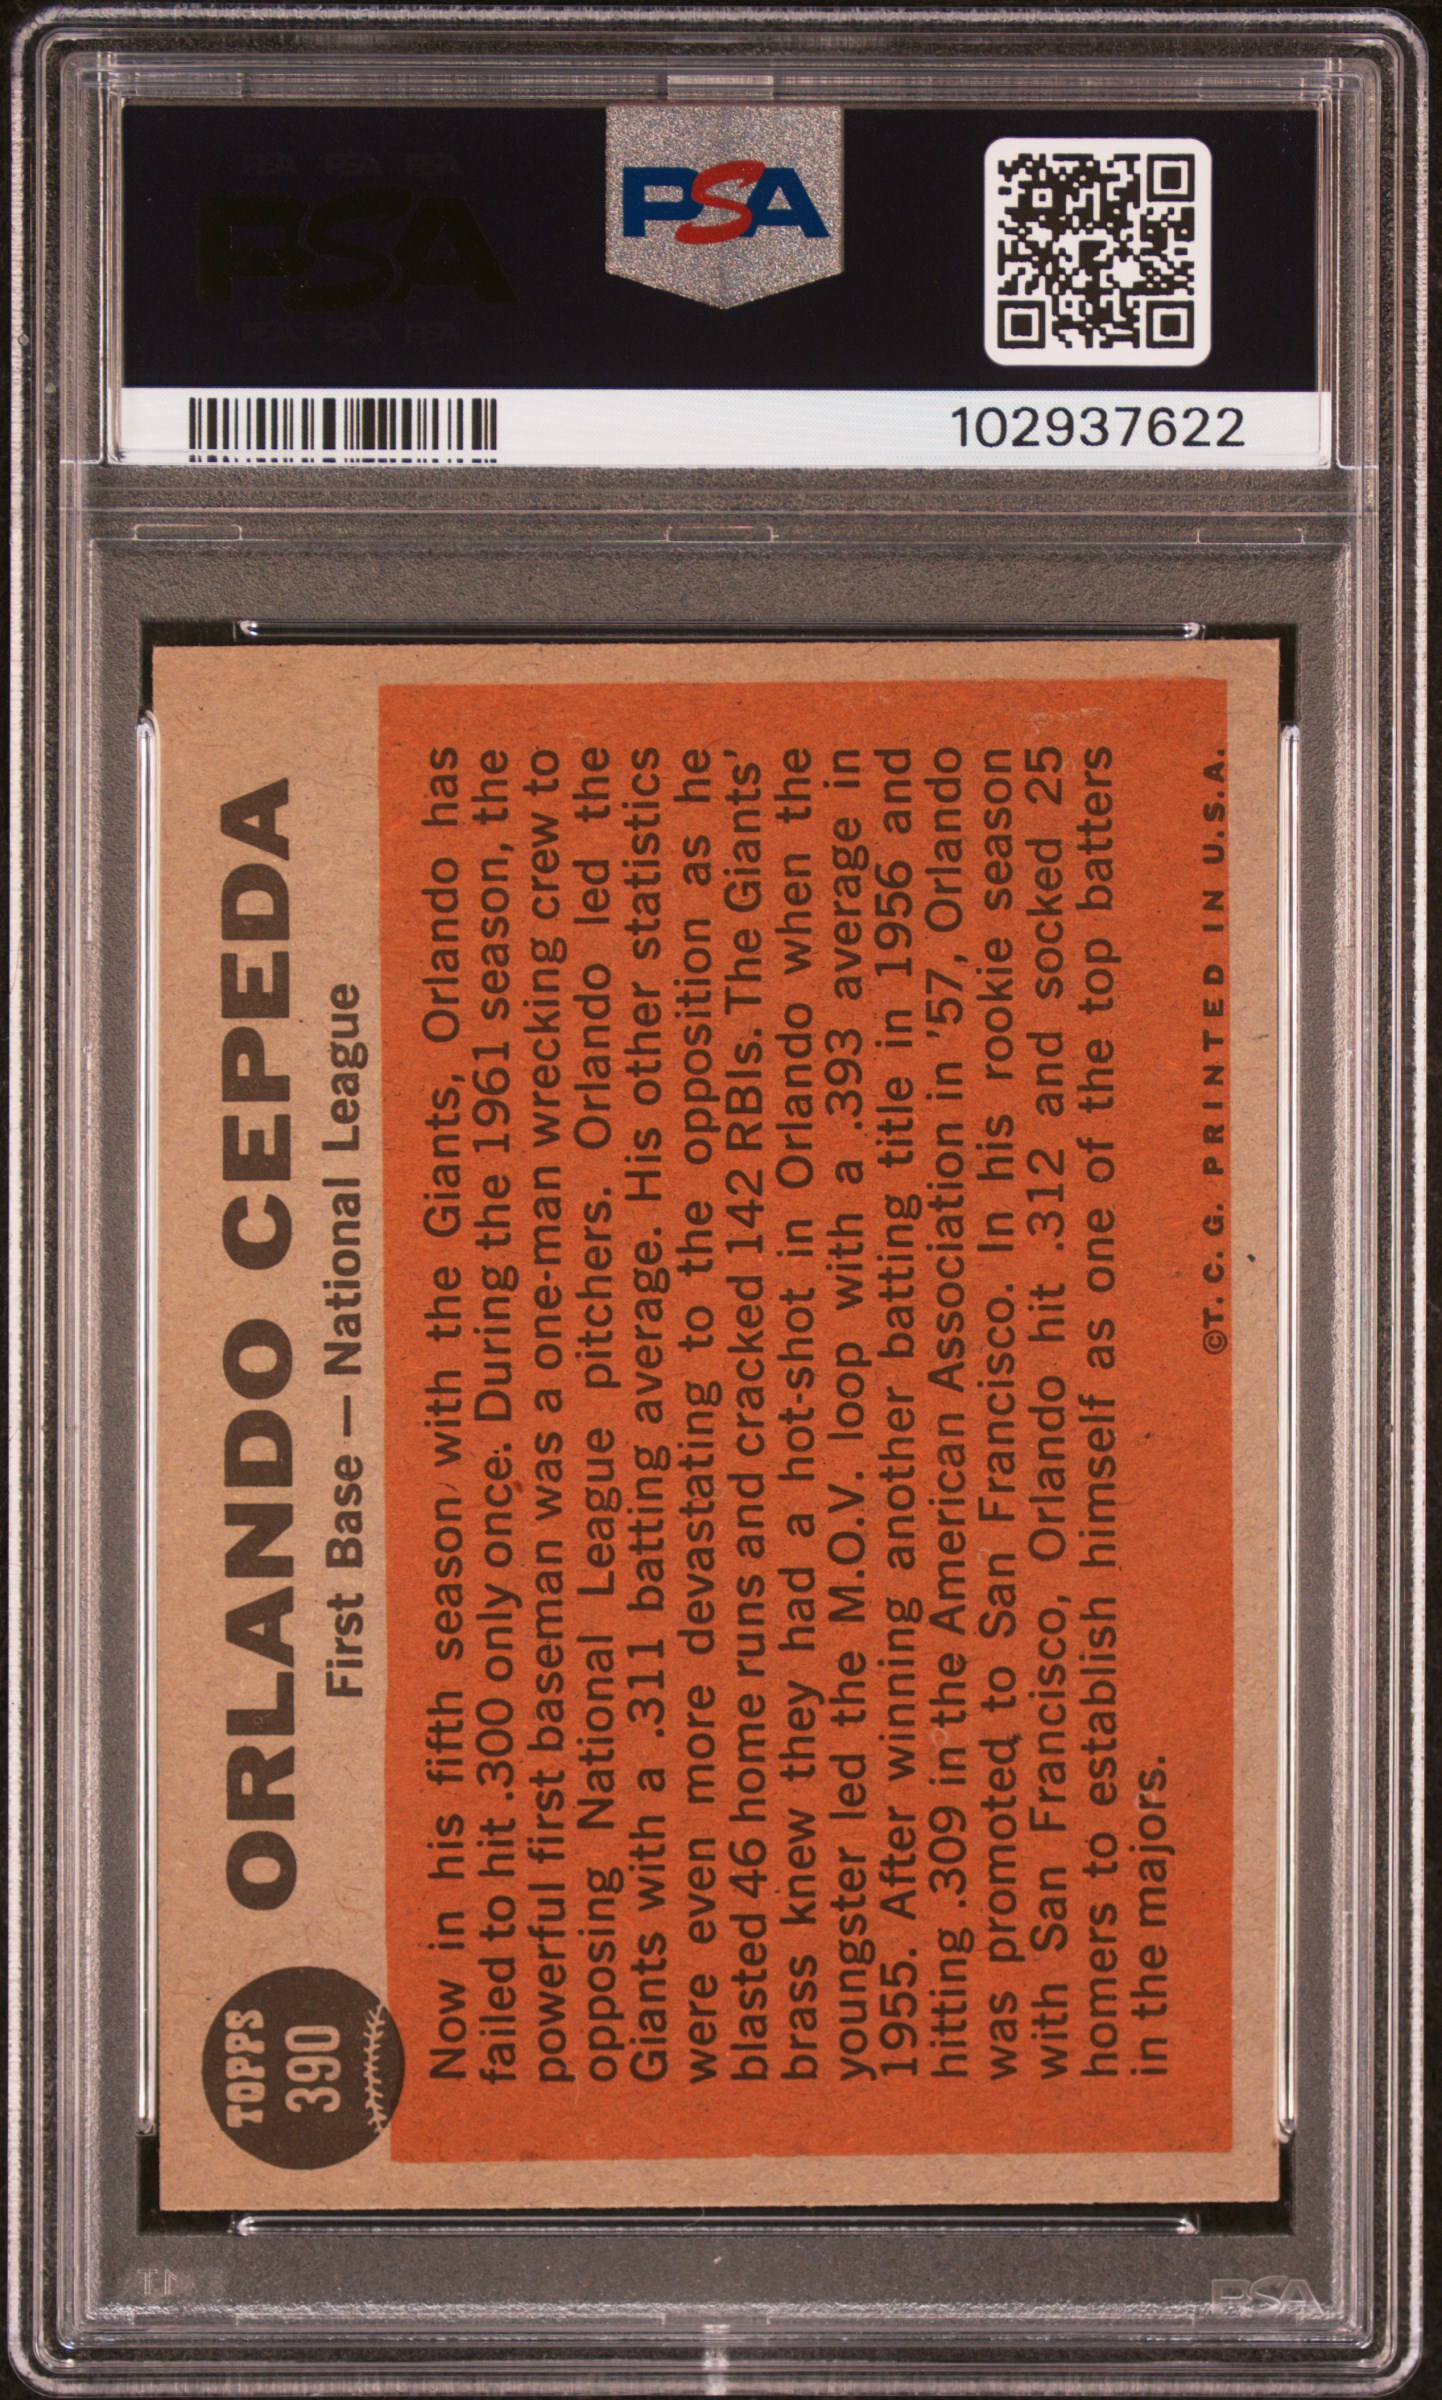 PSA
PSA
102937622
TOPPS
390
ORLANDO CEPEDA
First Base — National League
Now in his fifth season with the Giants, Orlando has
failed to hit .300 only once. During the 1961 season, the
powerful first baseman was a one-man wrecking crew to
opposing National League pitchers. Orlando led the
Giants with a .311 batting average. His other statistics
were even more devastating to the opposition as he
blasted 46 home runs and cracked 142 RBIs. The Giants'
brass knew they had a hot-shot in Orlando when the
youngster led the M.O.V. loop with a .393 average in
1955. After winning another batting title in 1956 and
hitting .309 in the American Association in '57, Orlando
was promoted to San Francisco. In his rookie season
with San Francisco, Orlando hit .312 and socked 25
homers to establish himself as one of the top batters
in the majors.
©T. C. G. PRINTED IN U.S.A.
PSA